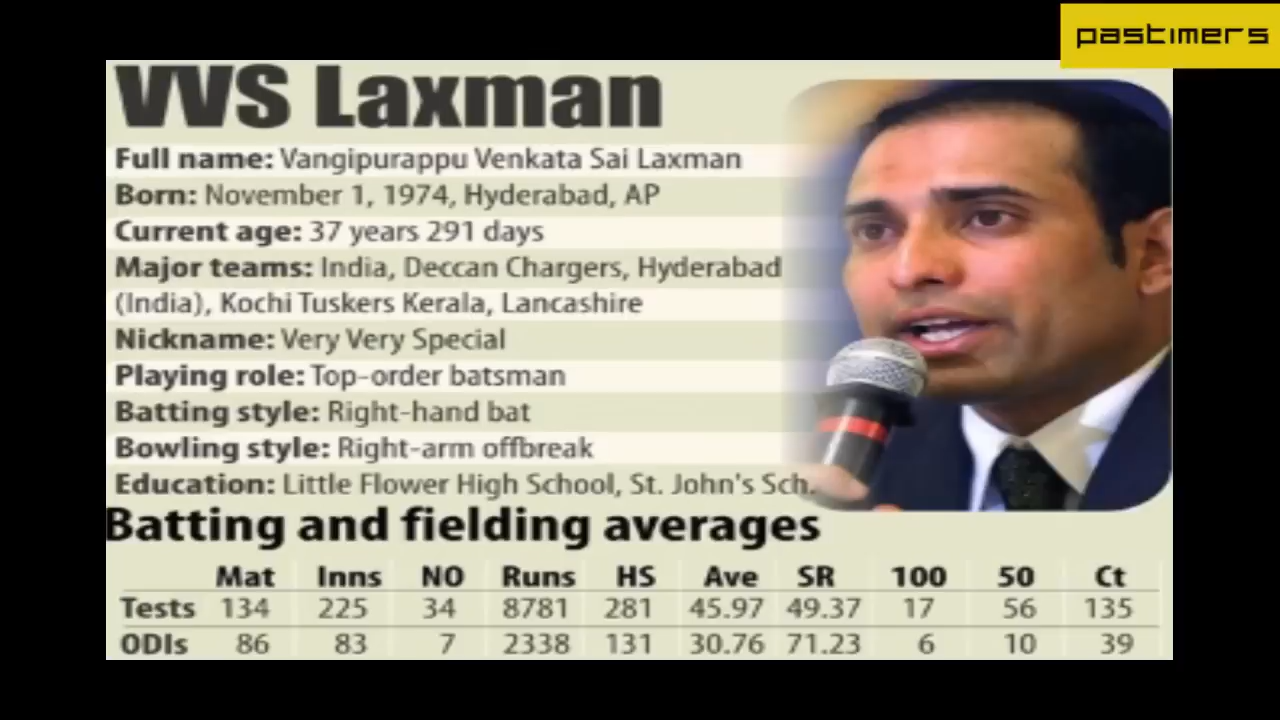 pastimers
VVS Laxman
Full name: Vangipurappu Venkata Sai Laxman
Born: November 1, 1974, Hyderabad, AP
Current age: 37 years 291 days
Major teams: India, Deccan Chargers, Hyderabad
(India), Kochi Tuskers Kerala, Lancashire
Nickname: Very Very Special
Playing role: Top-order batsman
Batting style: Right-hand bat
Bowling style: Right-arm offbreak
Education: Little Flower High School, St. John's Sch.
Batting and fielding averages
Mat Inns NO Runs HS Ave SR 100 50 Ct
Tests 134 225 34 8781 281 45.97 49.37 17 56 135
ODIs 86 83 7 2338 131 30.76 71.23 6 10 39